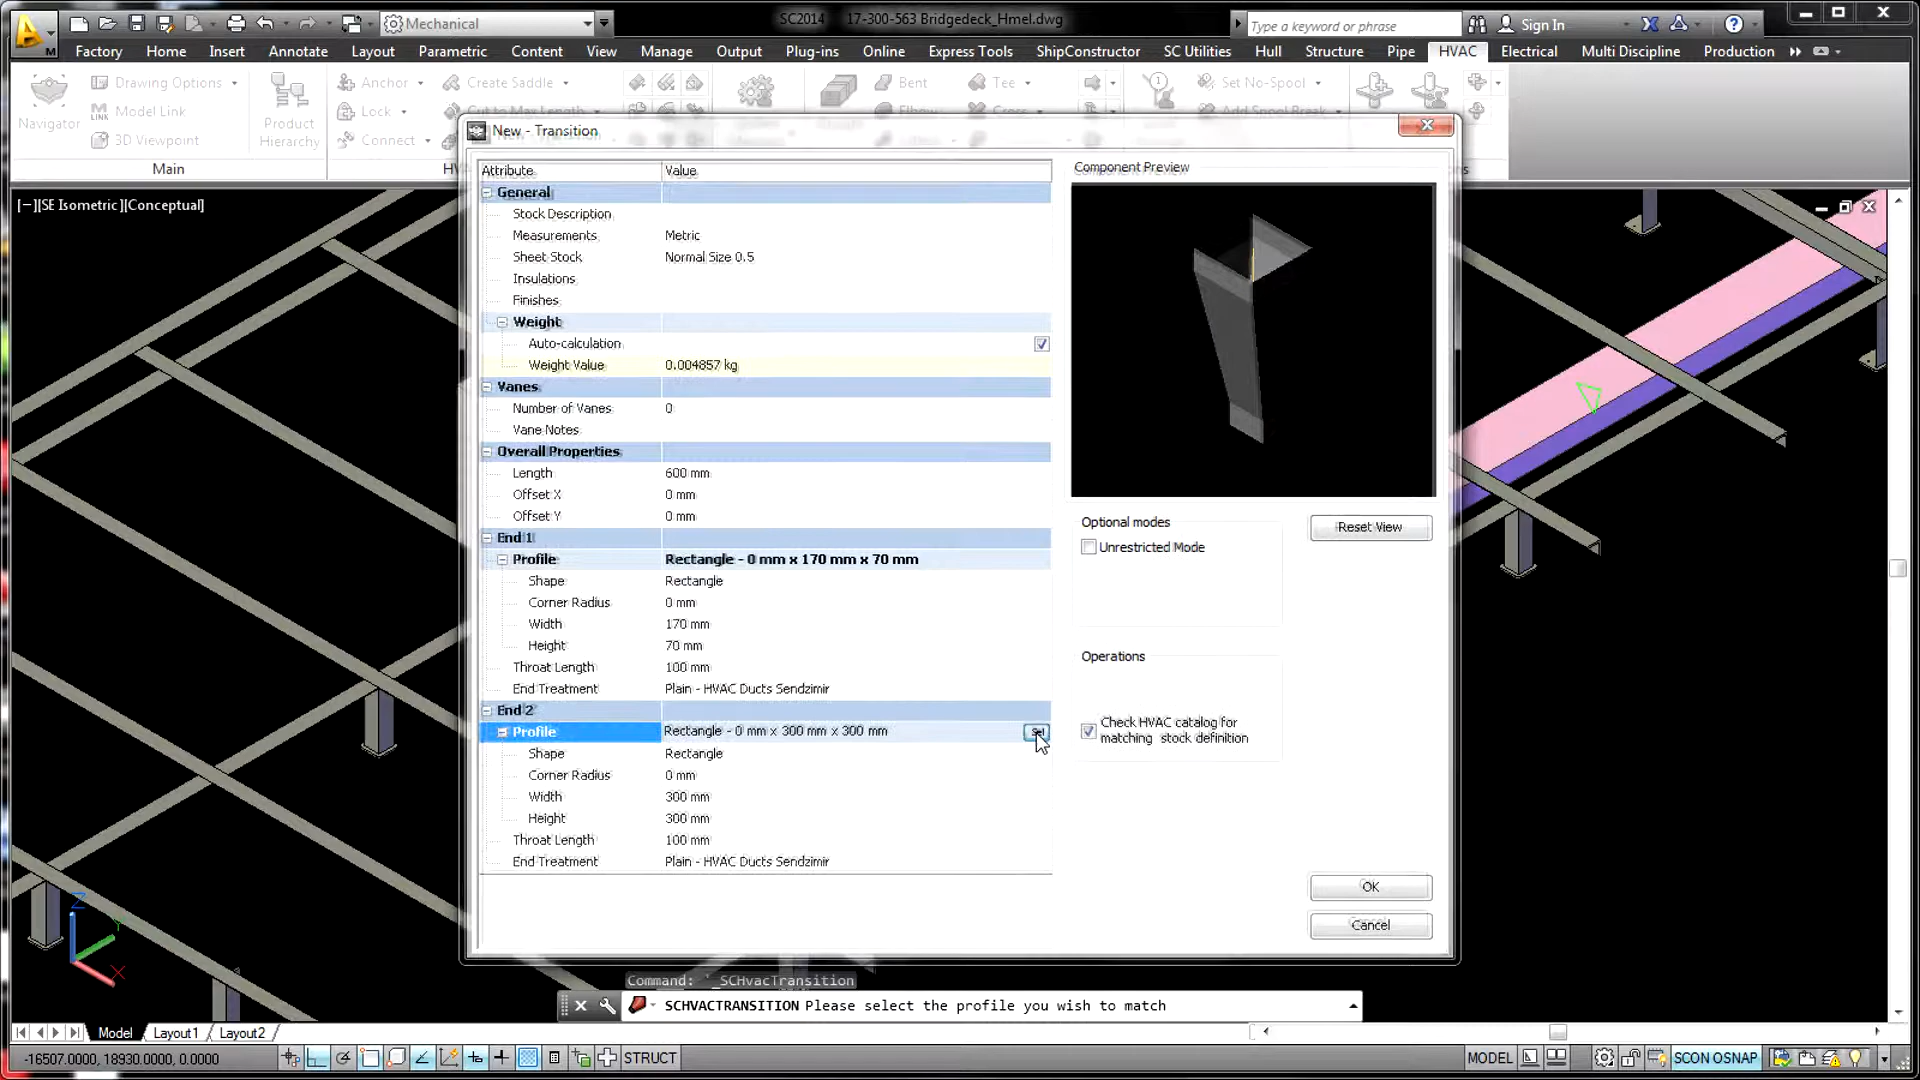 Mechanical
SC2014 17-300-563 Bridgedeck_Hmel.dwg
Type a keyword or phrase
Sign In
Factory Home Insert Annotate Layout Parametric Content View Manage Output Plug-ins Online Express Tools ShipConstructor SC Utilities Hull Structure Pipe HVAC Electrical Multi Discipline Production
Navigator
Drawing Options
Model Link
3D Viewpoint
Product
Hierarchy
Main
Anchor
Lock
Connect
Create Saddle
Cut to Max Length
Bent
Elbow
Tee
Cross
Set No-Spool
Add Spool Break
[−][SE Isometric][Conceptual]
New - Transition
Attribute Value
General
Stock Description
Measurements Metric
Sheet Stock Normal Size 0.5
Insulations
Finishes
Weight
Auto-calculation
Weight Value 0.004857 kg
Vanes
Number of Vanes 0
Vane Notes
Overall Properties
Length 600 mm
Offset X 0 mm
Offset Y 0 mm
End 1
Profile Rectangle - 0 mm x 170 mm x 70 mm
Shape Rectangle
Corner Radius 0 mm
Width 170 mm
Height 70 mm
Throat Length 100 mm
End Treatment Plain - HVAC Ducts Sendzimir
End 2
Profile Rectangle - 0 mm x 300 mm x 300 mm
Shape Rectangle
Corner Radius 0 mm
Width 300 mm
Height 300 mm
Throat Length 100 mm
End Treatment Plain - HVAC Ducts Sendzimir
Component Preview
Optional modes
Unrestricted Mode
Reset View
Operations
Check HVAC catalog for
matching stock definition
OK
Cancel
Z
Y
X
Command: '_SCHvacTransition
SCHVACTRANSITION Please select the profile you wish to match
Model Layout1 Layout2
-16507.0000, 18930.0000, 0.0000
STRUCT
MODEL
SCON OSNAP